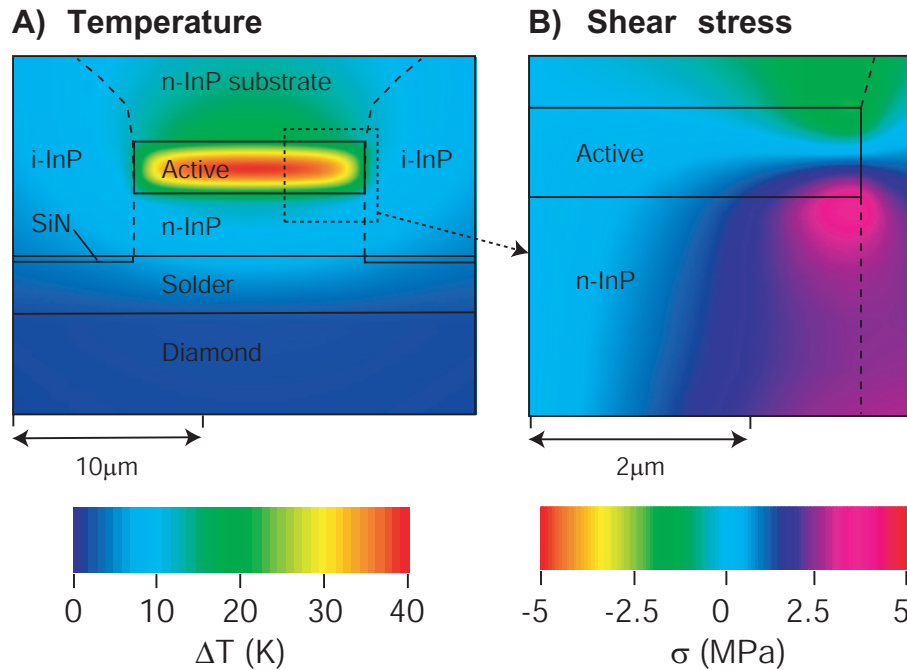 A) Temperature
n-InP substrate
i-InP
Active
i-InP
SiN
n-InP
Solder
Diamond
10μm
0 10 20 30 40
ΔT (K)
B) Shear stress
Active
n-InP
2μm
-5 -2.5 0 2.5 5
σ (MPa)